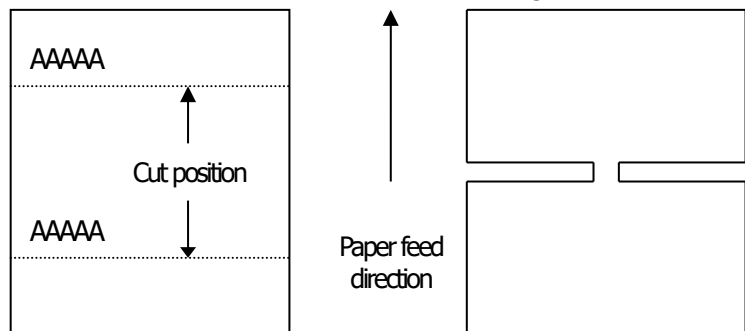 AAAAA
Cut position
AAAAA
Paper feed
direction